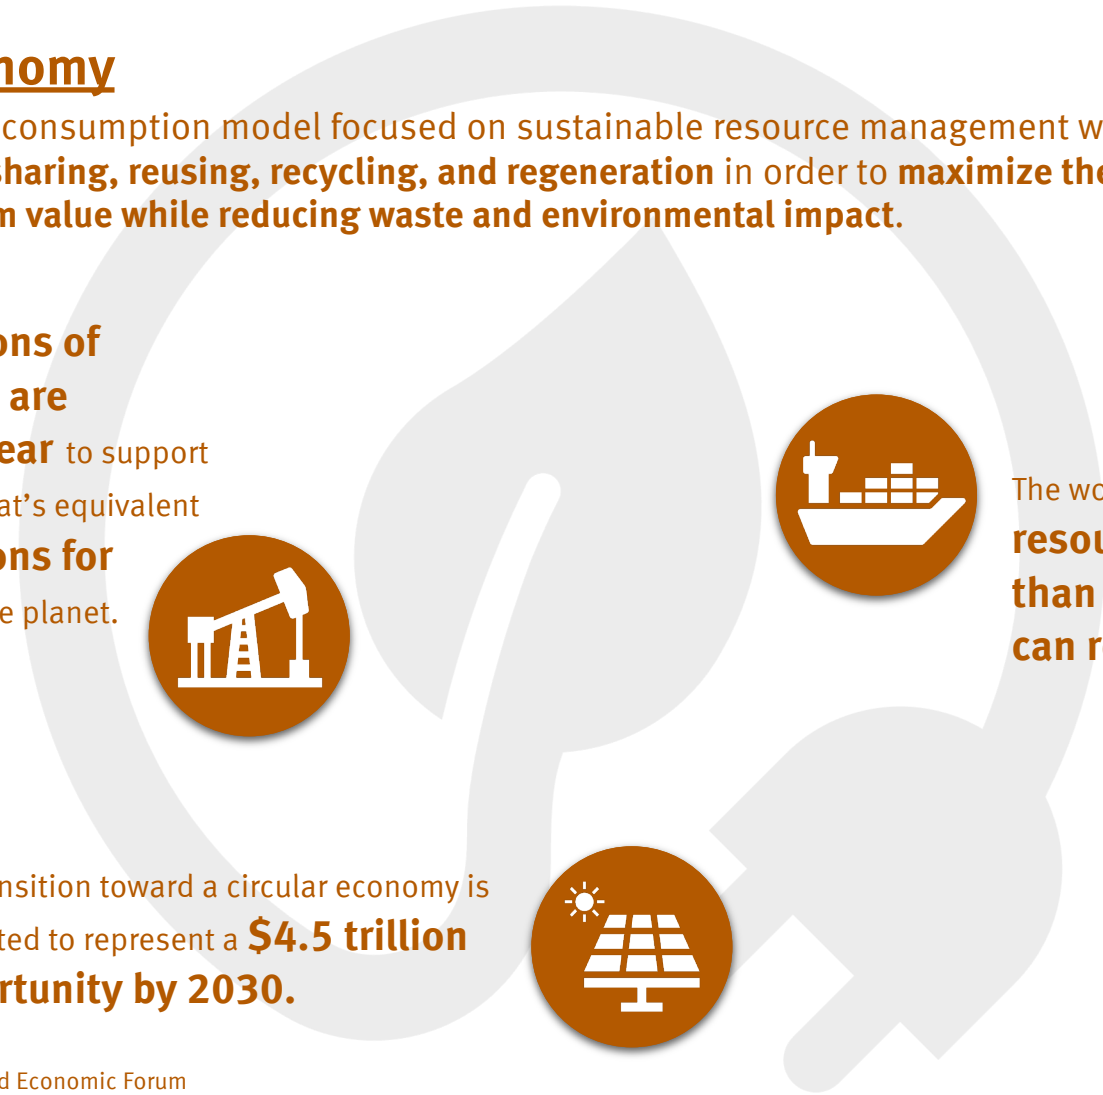 nomy
consumption model focused on sustainable resource management w
sharing, reusing, recycling, and regeneration in order to maximize the
m value while reducing waste and environmental impact.
ons of
are
ear to support
at's equivalent
ons for
e planet.
The wo
resou
than
can r
nsition toward a circular economy is
ted to represent a $4.5 trillion
rtunity by 2030.
d Economic Forum